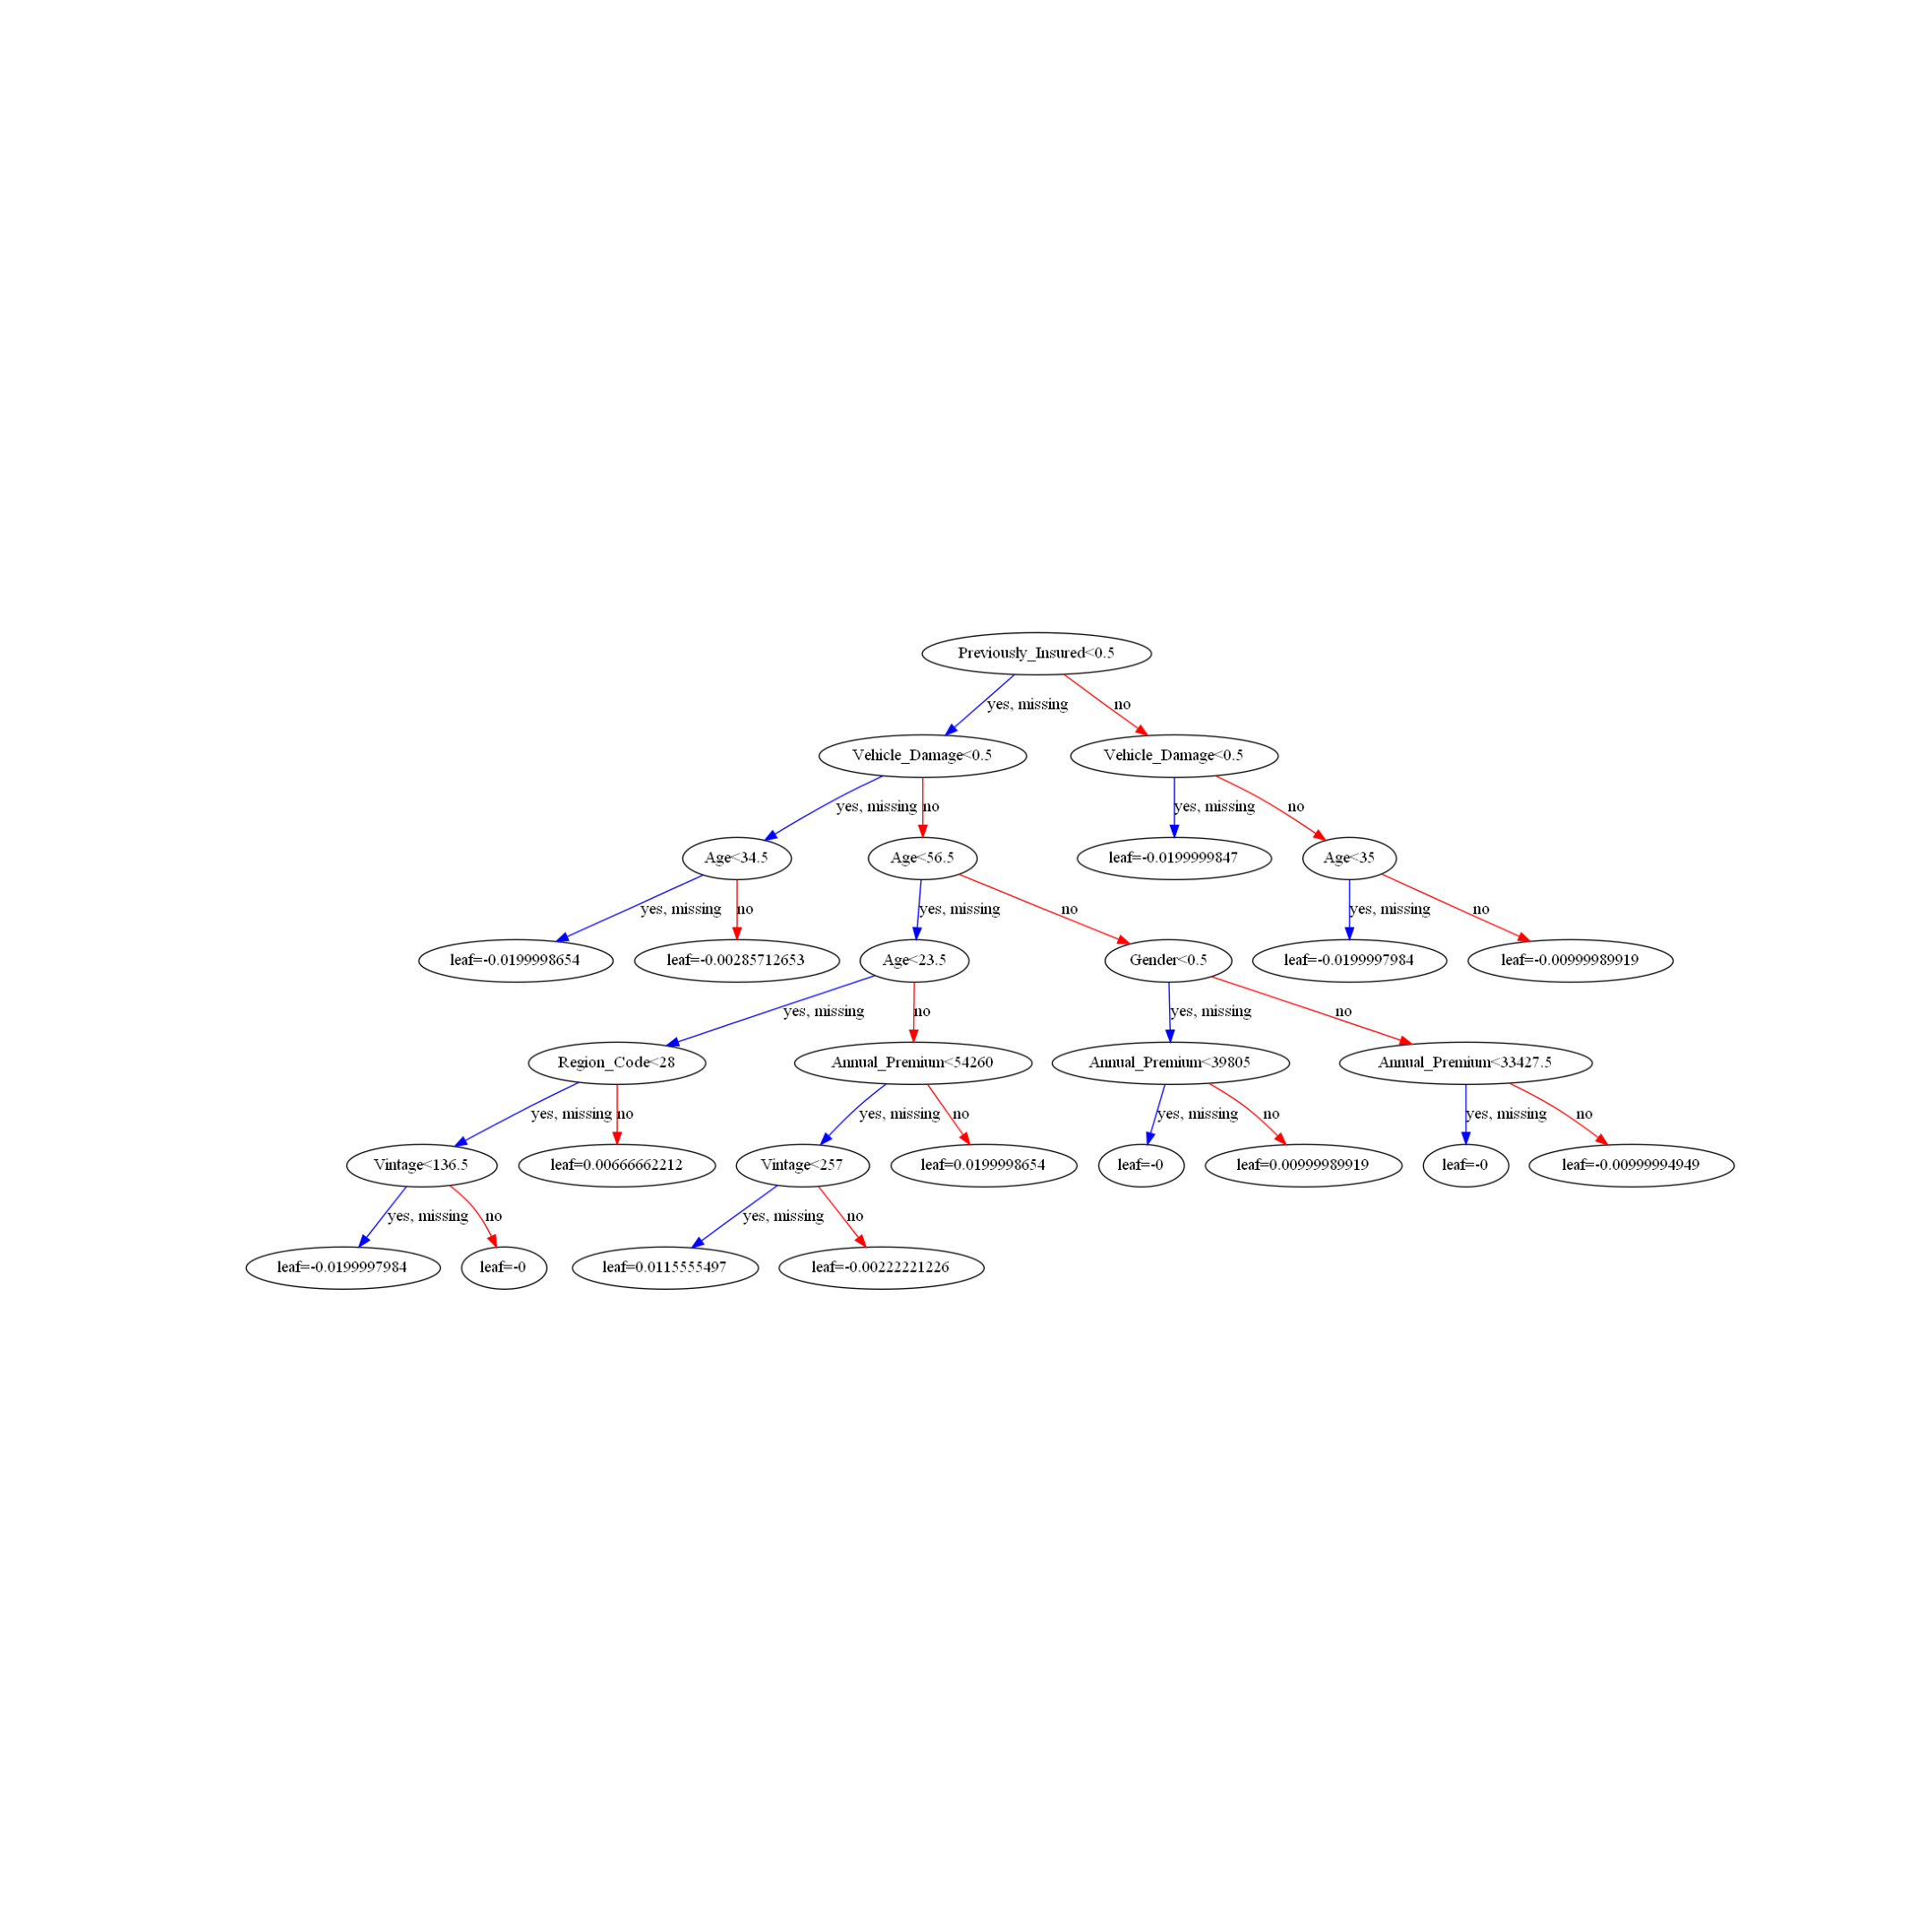 Previously_Insured<0.5
yes, missing
no
Vehicle_Damage<0.5
Vehicle_Damage<0.5
yes, missing
no
yes, missing
no
Age<34.5
Age<56.5
leaf=-0.0199999847
Age<35
yes, missing
no
yes, missing
no
yes, missing
no
leaf=-0.0199998654
leaf=-0.00285712653
Age<23.5
Gender<0.5
leaf=-0.0199997984
leaf=-0.00999989919
yes, missing
no
yes, missing
no
Region_Code<28
Annual_Premium<54260
Annual_Premium<39805
Annual_Premium<33427.5
yes, missing
no
yes, missing
no
yes, missing
no
yes, missing
no
Vintage<136.5
leaf=0.00666662212
Vintage<257
leaf=0.0199998654
leaf=-0
leaf=0.00999989919
leaf=-0
leaf=-0.00999994949
yes, missing
no
yes, missing
no
leaf=-0.0199997984
leaf=-0
leaf=0.0115555497
leaf=-0.00222221226